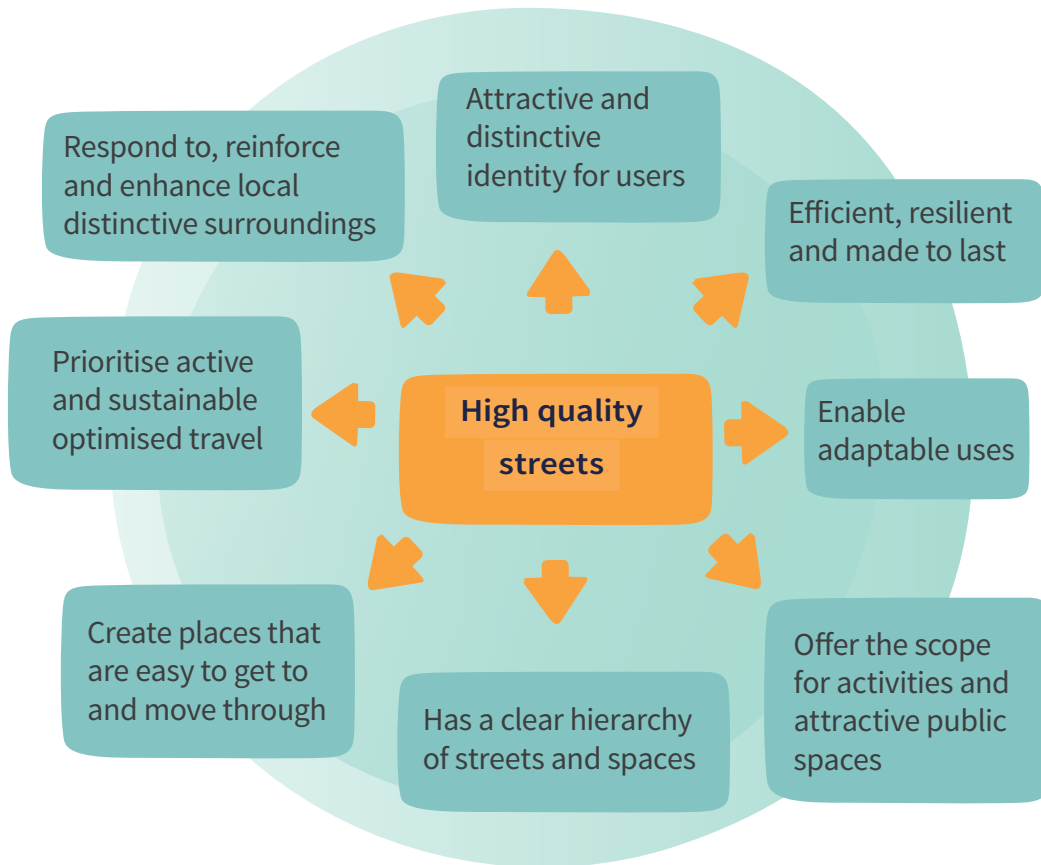 Attractive and
distinctive
identity for users
Respond to, reinforce
and enhance local
distinctive surroundings
Efficient, resilient
and made to last
Prioritise active
and sustainable
optimised travel
High quality
streets
Enable
adaptable uses
Create places that
are easy to get to
and move through
Has a clear hierarchy
of streets and spaces
Offer the scope
for activities and
attractive public
spaces